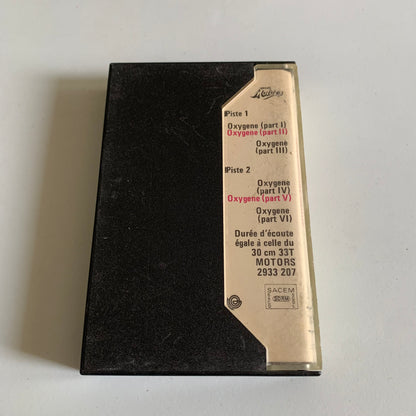 Piste 1
Oxygene (part I)
Oxygene (part II)
Oxygene
(part III)
Piste 2
Oxygene
(part IV)
Oxygene (part V)
Oxygene
(part VI)
Durée d'écoute
égale à celle du
30 cm 33T
MOTORS
2933 207
SACEM